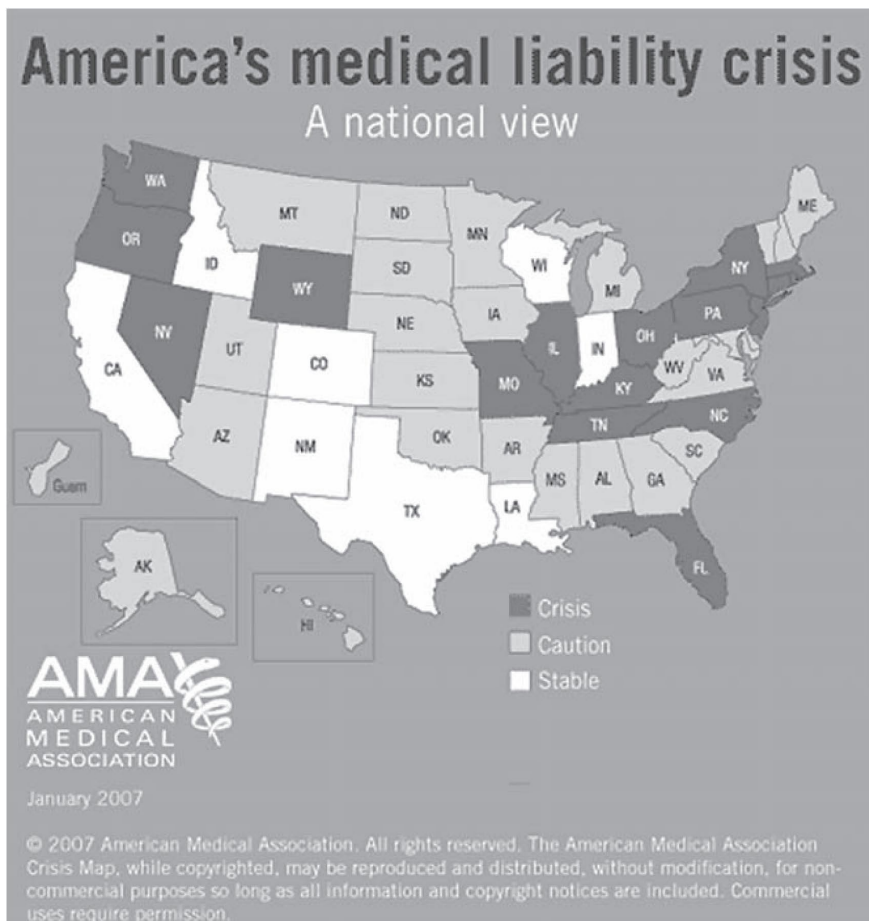 America's medical liability crisis
A national view
WA
OR
ID
MT
ND
MN
SD
WY
NV
CA
UT
CO
NE
KS
IA
WI
MI
IL
IN
OH
MO
KY
WV
VA
PA
NY
ME
NC
TN
SC
GA
AL
MS
AR
OK
LA
TX
NM
AZ
FL
Guam
AK
HI
Crisis
Caution
Stable
AMA
AMERICAN
MEDICAL
ASSOCIATION
January 2007
© 2007 American Medical Association. All rights reserved. The American Medical Association
Crisis Map, while copyrighted, may be reproduced and distributed, without modification, for non-
commercial purposes so long as all information and copyright notices are included. Commercial
uses require permission.